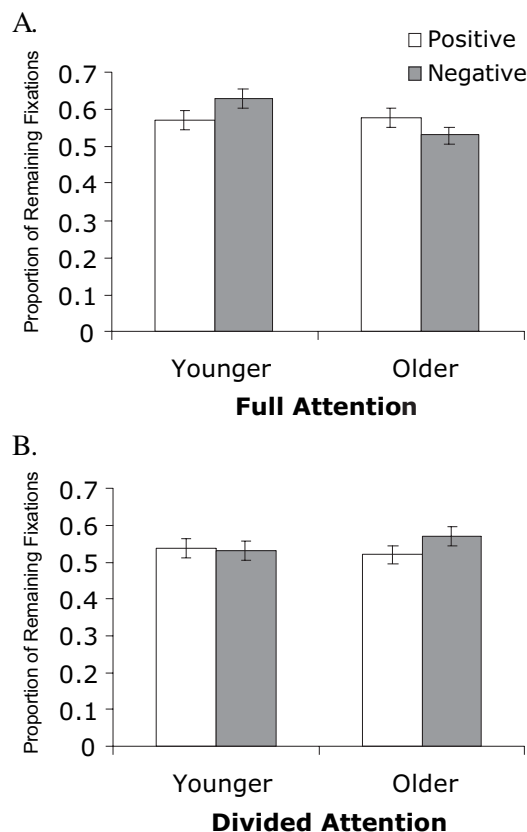 A.
Positive
Negative
Proportion of Remaining Fixations
0.7
0.6
0.5
0.4
0.3
0.2
0.1
0
Younger Older
Full Attention
B.
Proportion of Remaining Fixations
0.7
0.6
0.5
0.4
0.3
0.2
0.1
0
Younger Older
Divided Attention